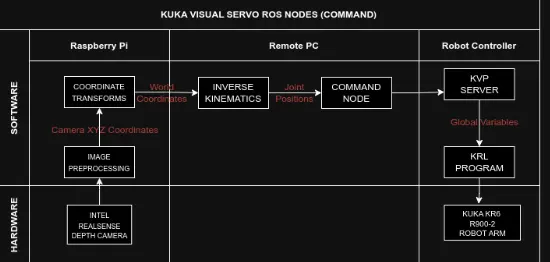 KUKA VISUAL SERVO ROS NODES (COMMAND)
Raspberry Pi
Remote PC
Robot Controller
SOFTWARE
COORDINATE
TRANSFORMS
World
Coordinates
INVERSE
KINEMATICS
Joint
Positions
COMMAND
NODE
KVP
SERVER
Camera XYZ Coordinates
Global Variables
IMAGE
PREPROCESSING
KRL
PROGRAM
HARDWARE
INTEL
REALSENSE
DEPTH CAMERA
KUKA KR6
R900-2
ROBOT ARM